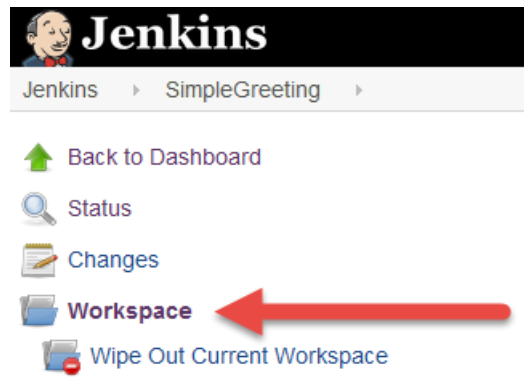 Jenkins
Jenkins SimpleGreeting
Back to Dashboard
Status
Changes
Workspace
Wipe Out Current Workspace